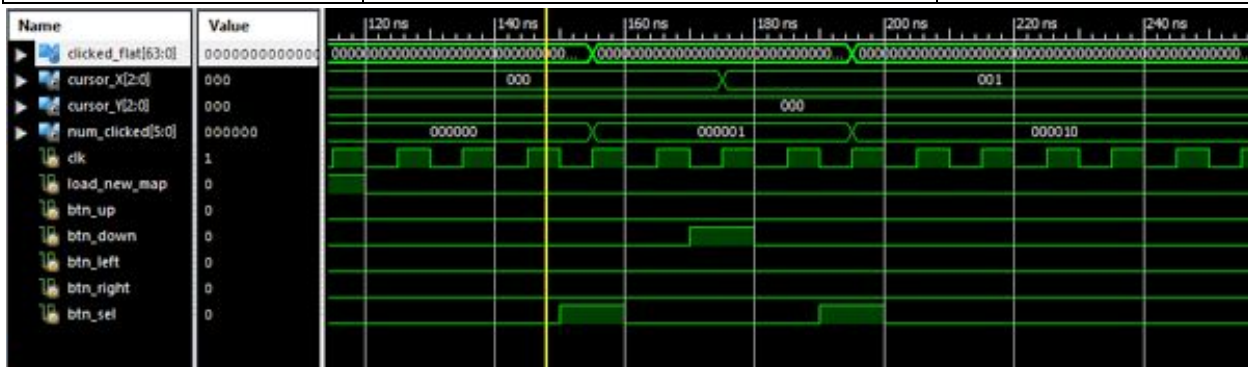 Name Value 120 ns 140 ns 160 ns 180 ns 200 ns 220 ns 240 ns
clicked_flat[63:0]
cursor_X[2:0] 000 000 001
cursor_Y[2:0] 000 000
num_clicked[5:0] 000000 000000 000001 000010
clk 1
load_new_map 0
btn_up 0
btn_down 0
btn_left 0
btn_right 0
btn_sel 0